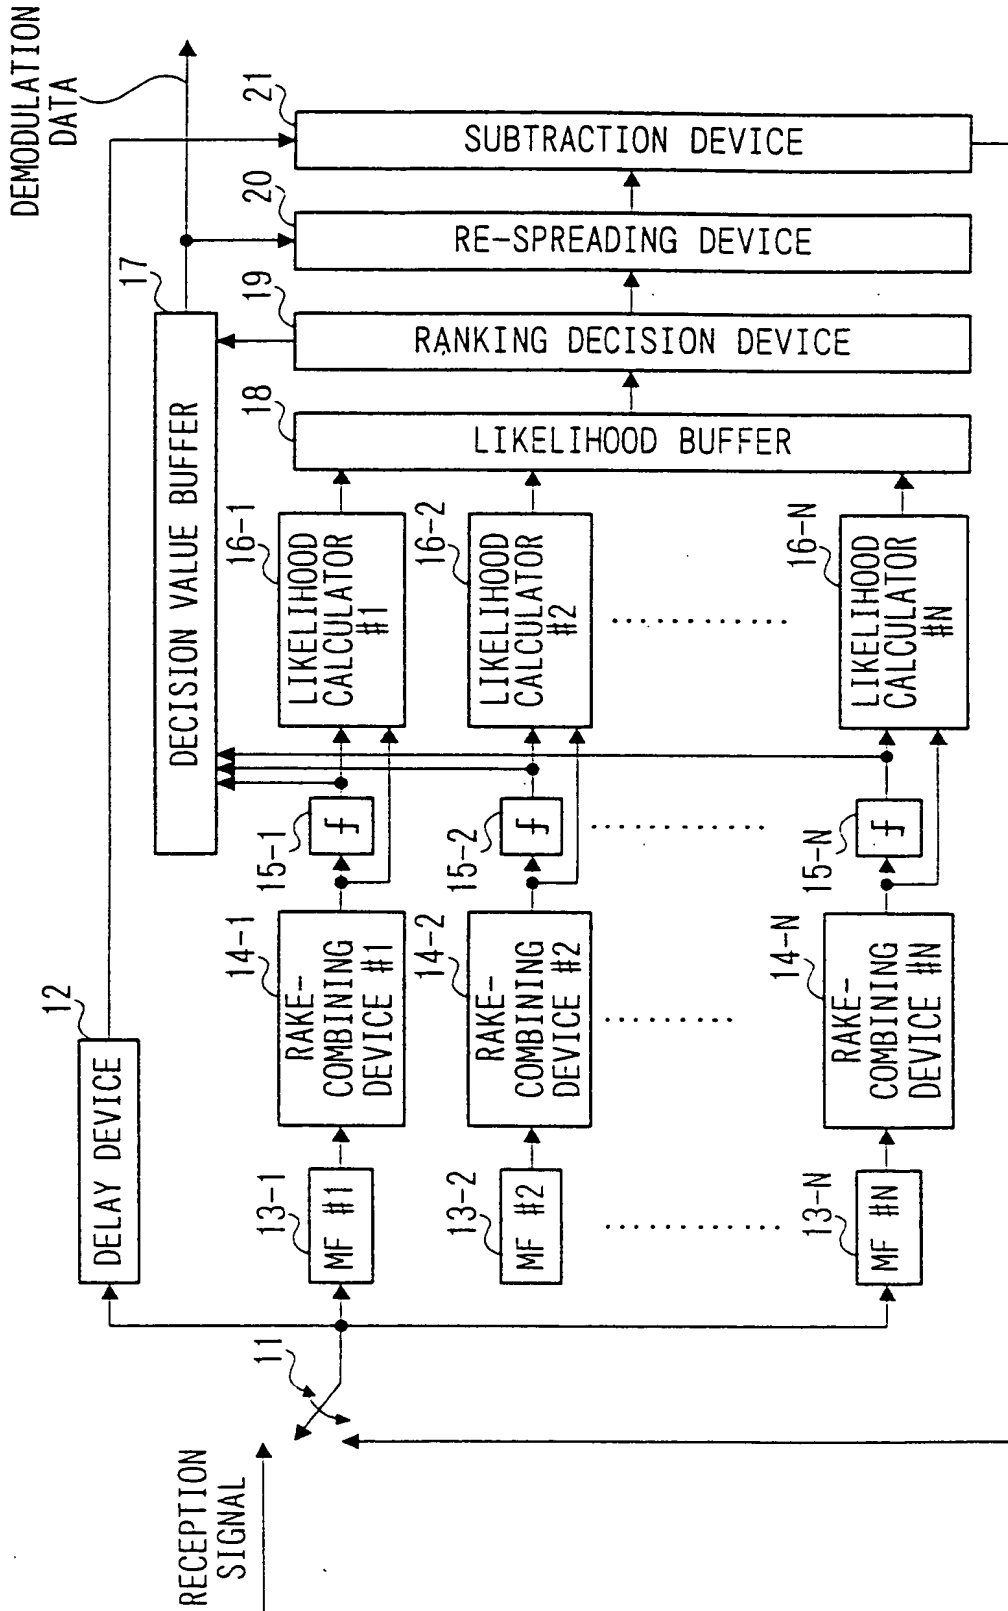 RECEPTION
SIGNAL
11
DELAY DEVICE
12
MF #1
13-1
RAKE-
COMBINING
DEVICE #1
14-1
15-1
LIKELIHOOD
CALCULATOR
#1
16-1
MF #2
13-2
RAKE-
COMBINING
DEVICE #2
14-2
15-2
LIKELIHOOD
CALCULATOR
#2
16-2
MF #N
13-N
RAKE-
COMBINING
DEVICE #N
14-N
15-N
LIKELIHOOD
CALCULATOR
#N
16-N
DECISION VALUE BUFFER
17
LIKELIHOOD BUFFER
18
RANKING DECISION DEVICE
19
RE-SPREADING DEVICE
20
SUBTRACTION DEVICE
21
DEMODULATION
DATA